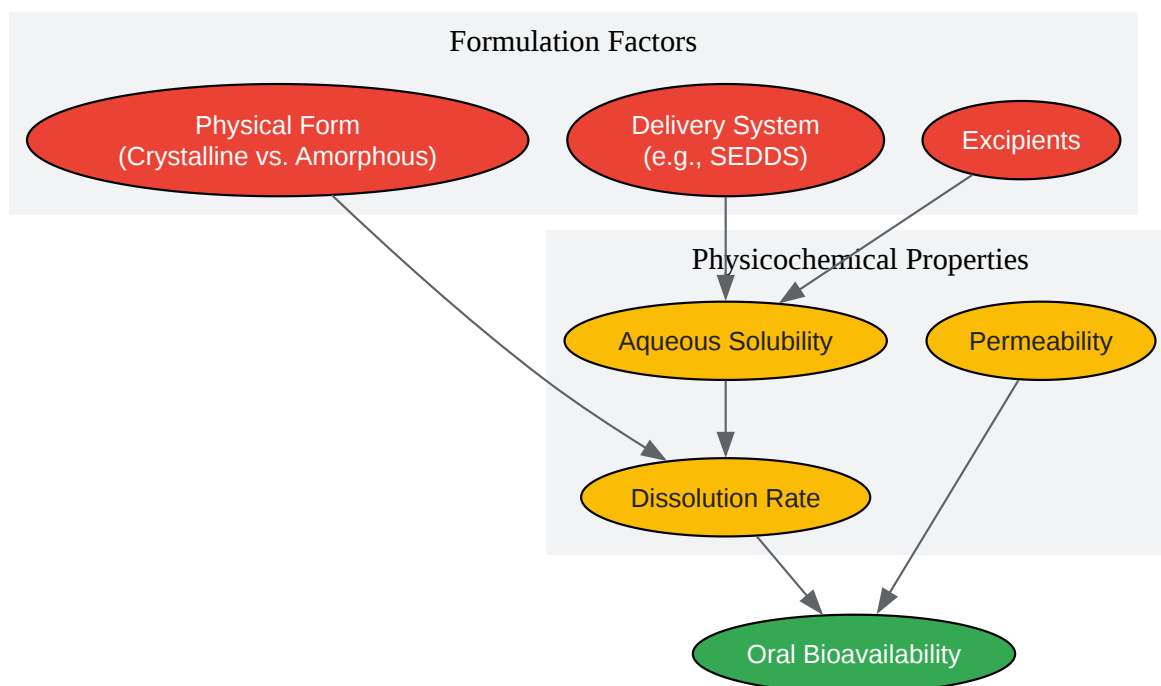 Formulation Factors
Physical Form
(Crystalline vs. Amorphous)
Delivery System
(e.g., SEDDS)
Excipients
Physicochemical Properties
Aqueous Solubility
Permeability
Dissolution Rate
Oral Bioavailability